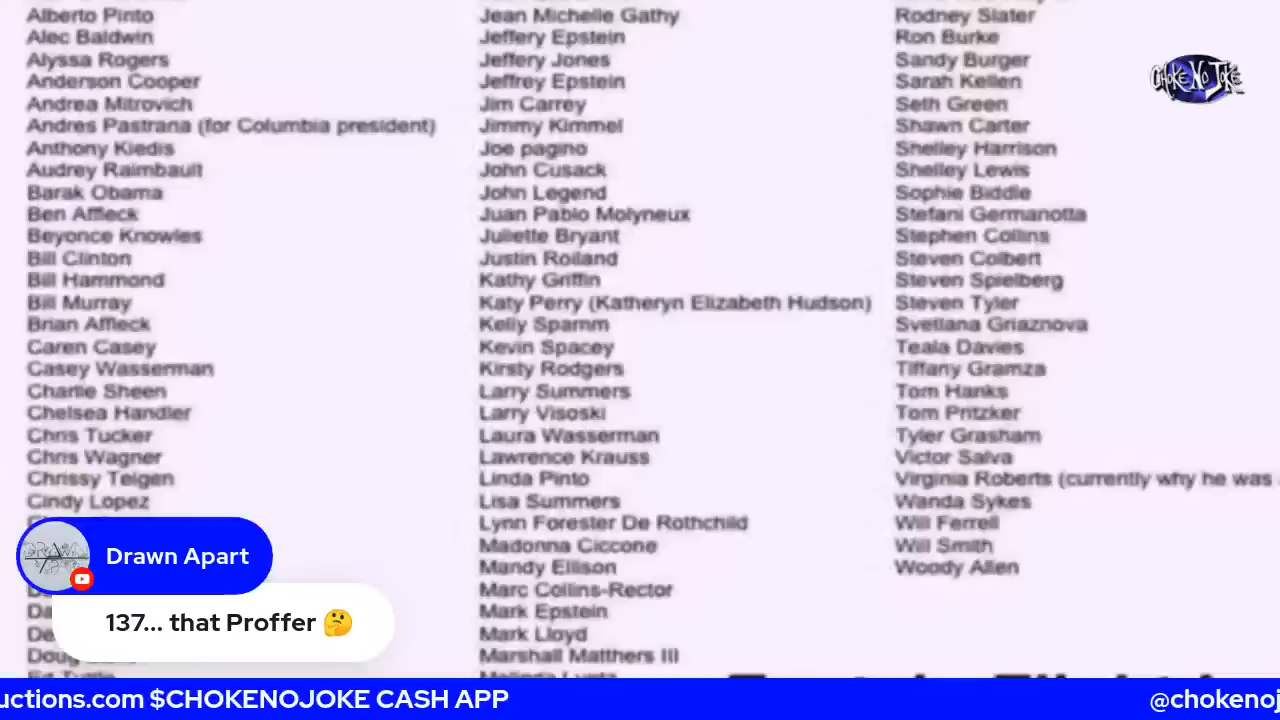 Alberto Pinto
Alec Baldwin
Alyssa Rogers
Anderson Cooper
Andrea Mitrovich
Andres Pastrana (for Columbia president)
Anthony Kiedis
Audrey Raimbault
Barak Obama
Ben Affleck
Beyonce Knowles
Bill Clinton
Bill Hammond
Bill Murray
Brian Affleck
Caren Casey
Casey Wasserman
Charlie Sheen
Chelsea Handler
Chris Tucker
Chris Wagner
Chrissy Teigen
Cindy Lopez
Da
De
Doug
Jean Michelle Gathy
Jeffery Epstein
Jeffery Jones
Jeffrey Epstein
Jim Carrey
Jimmy Kimmel
Joe pagino
John Cusack
John Legend
Juan Pablo Molyneux
Juliette Bryant
Justin Roiland
Kathy Griffin
Katy Perry (Katheryn Elizabeth Hudson)
Kelly Spamm
Kevin Spacey
Kirsty Rodgers
Larry Summers
Larry Visoski
Laura Wasserman
Lawrence Krauss
Linda Pinto
Lisa Summers
Lynn Forester De Rothchild
Madonna Ciccone
Mandy Ellison
Marc Collins-Rector
Mark Epstein
Mark Lloyd
Marshall Matthers III
Rodney Slater
Ron Burke
Sandy Burger
Sarah Kellen
Seth Green
Shawn Carter
Shelley Harrison
Shelley Lewis
Sophie Biddle
Stefani Germanotta
Stephen Collins
Steven Colbert
Steven Spielberg
Steven Tyler
Svetlana Griaznova
Teala Davies
Tiffany Gramza
Tom Hanks
Tom Pritzker
Tyler Grasham
Victor Salva
Virginia Roberts (currently why he was
Wanda Sykes
Will Ferrell
Will Smith
Woody Allen
CHOKE NO JOKE
Drawn Apart
137... that Proffer 🤔
uctions.com $CHOKENOJOKE CASH APP
@chokenoj